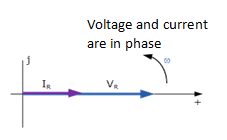 Voltage and current
are in phase
j
ω
I_R V_R
+